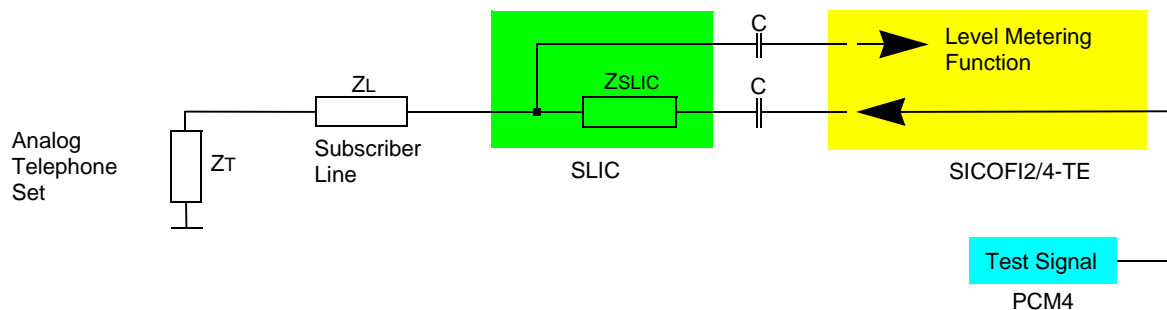 C
Level Metering
Function
ZL
ZSLIC
C
Analog
Telephone
Set
ZT
Subscriber
Line
SLIC
SICOFI2/4-TE
Test Signal
PCM4